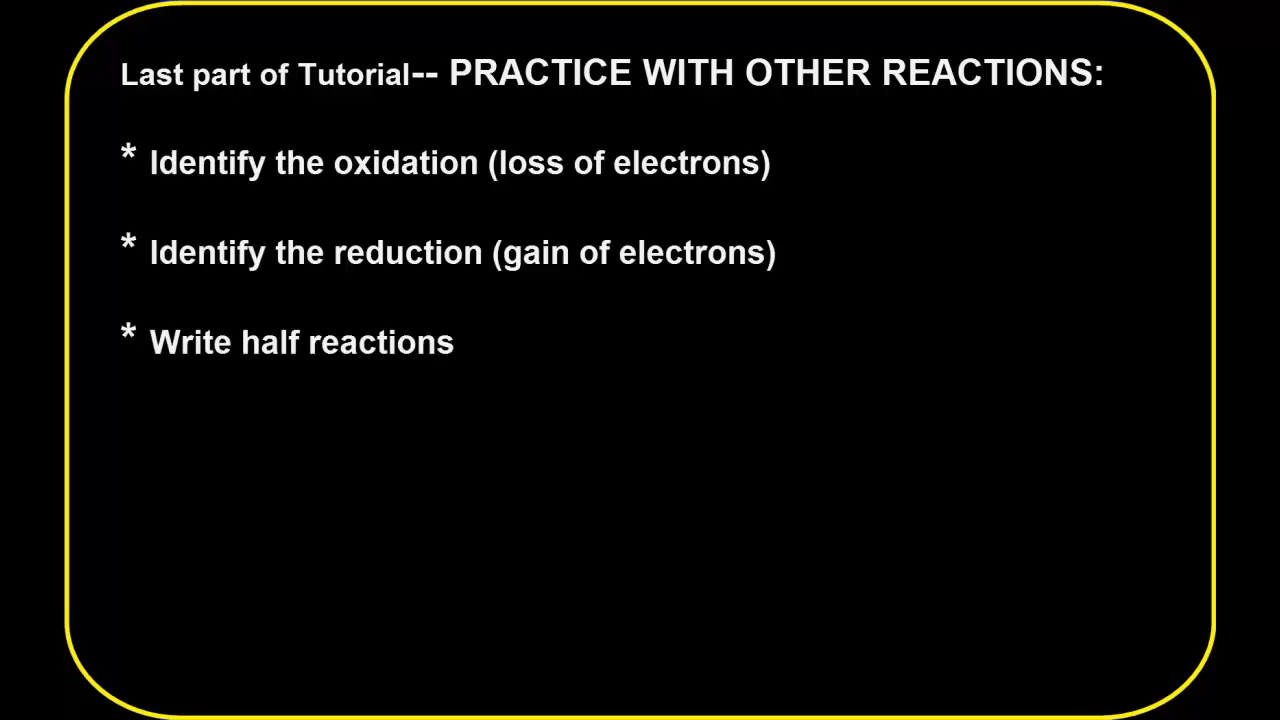 Last part of Tutorial-- PRACTICE WITH OTHER REACTIONS:
* Identify the oxidation (loss of electrons)
* Identify the reduction (gain of electrons)
* Write half reactions